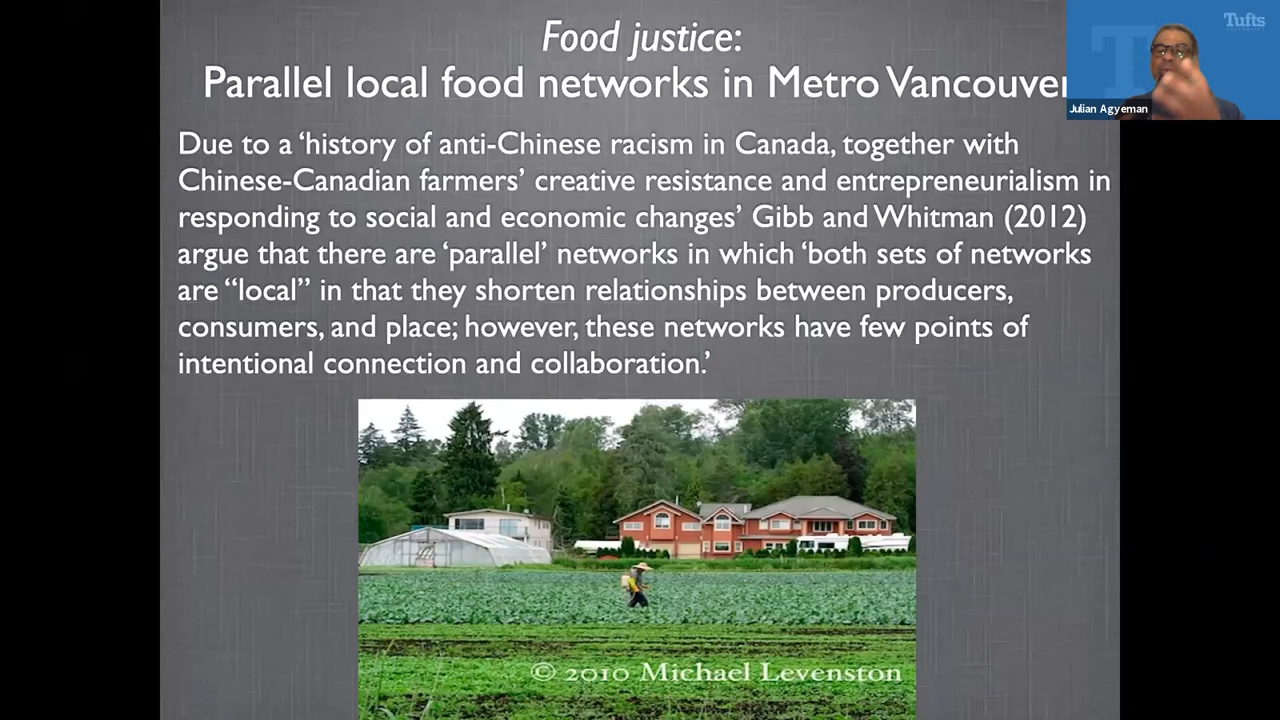 Food justice:
Parallel local food networks in Metro Vancouver
Due to a ‘history of anti-Chinese racism in Canada, together with
Chinese-Canadian farmers’ creative resistance and entrepreneurialism in
responding to social and economic changes’ Gibb and Whitman (2012)
argue that there are ‘parallel’ networks in which ‘both sets of networks
are “local” in that they shorten relationships between producers,
consumers, and place; however, these networks have few points of
intentional connection and collaboration.’
© 2010 Michael Levenston
Tufts
Julian Agyeman